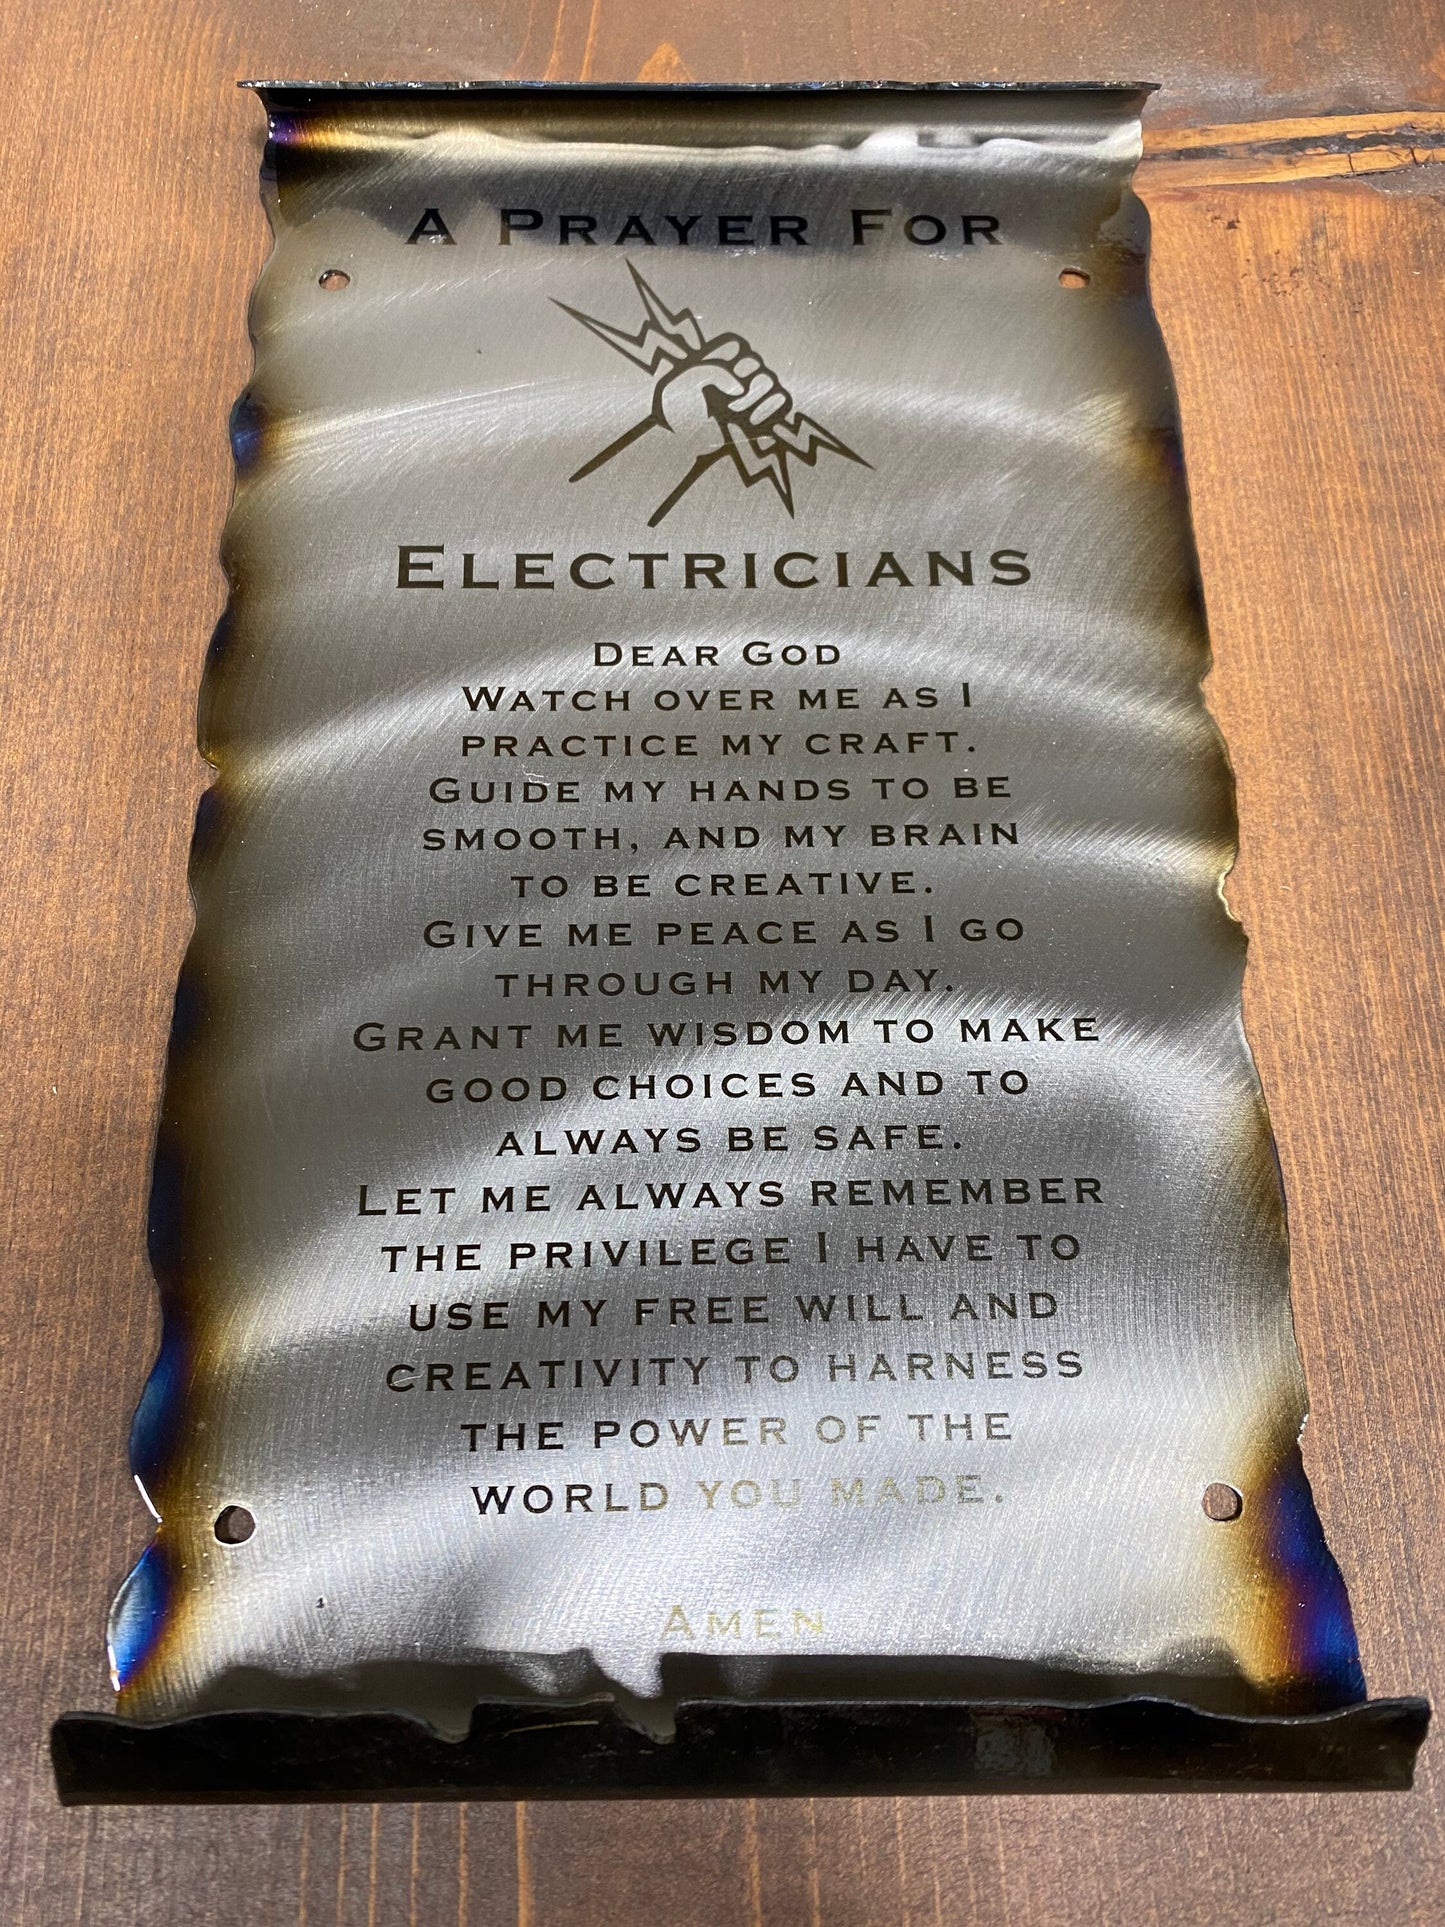 A Prayer For
Electricians
Dear God
Watch over me as I
practice my craft.
Guide my hands to be
smooth, and my brain
to be creative.
Give me peace as I go
through my day.
Grant me wisdom to make
good choices and to
always be safe.
Let me always remember
the privilege I have to
use my free will and
creativity to harness
the power of the
world you made.
Amen